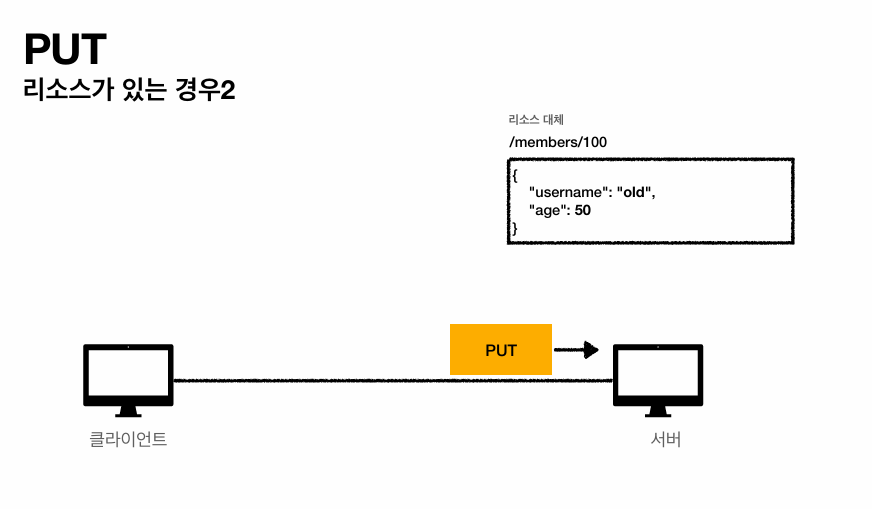 PUT
리소스가 있는 경우2
리소스 대체
/members/100
{
"username": "old",
"age": 50
}
PUT
클라이언트
서버